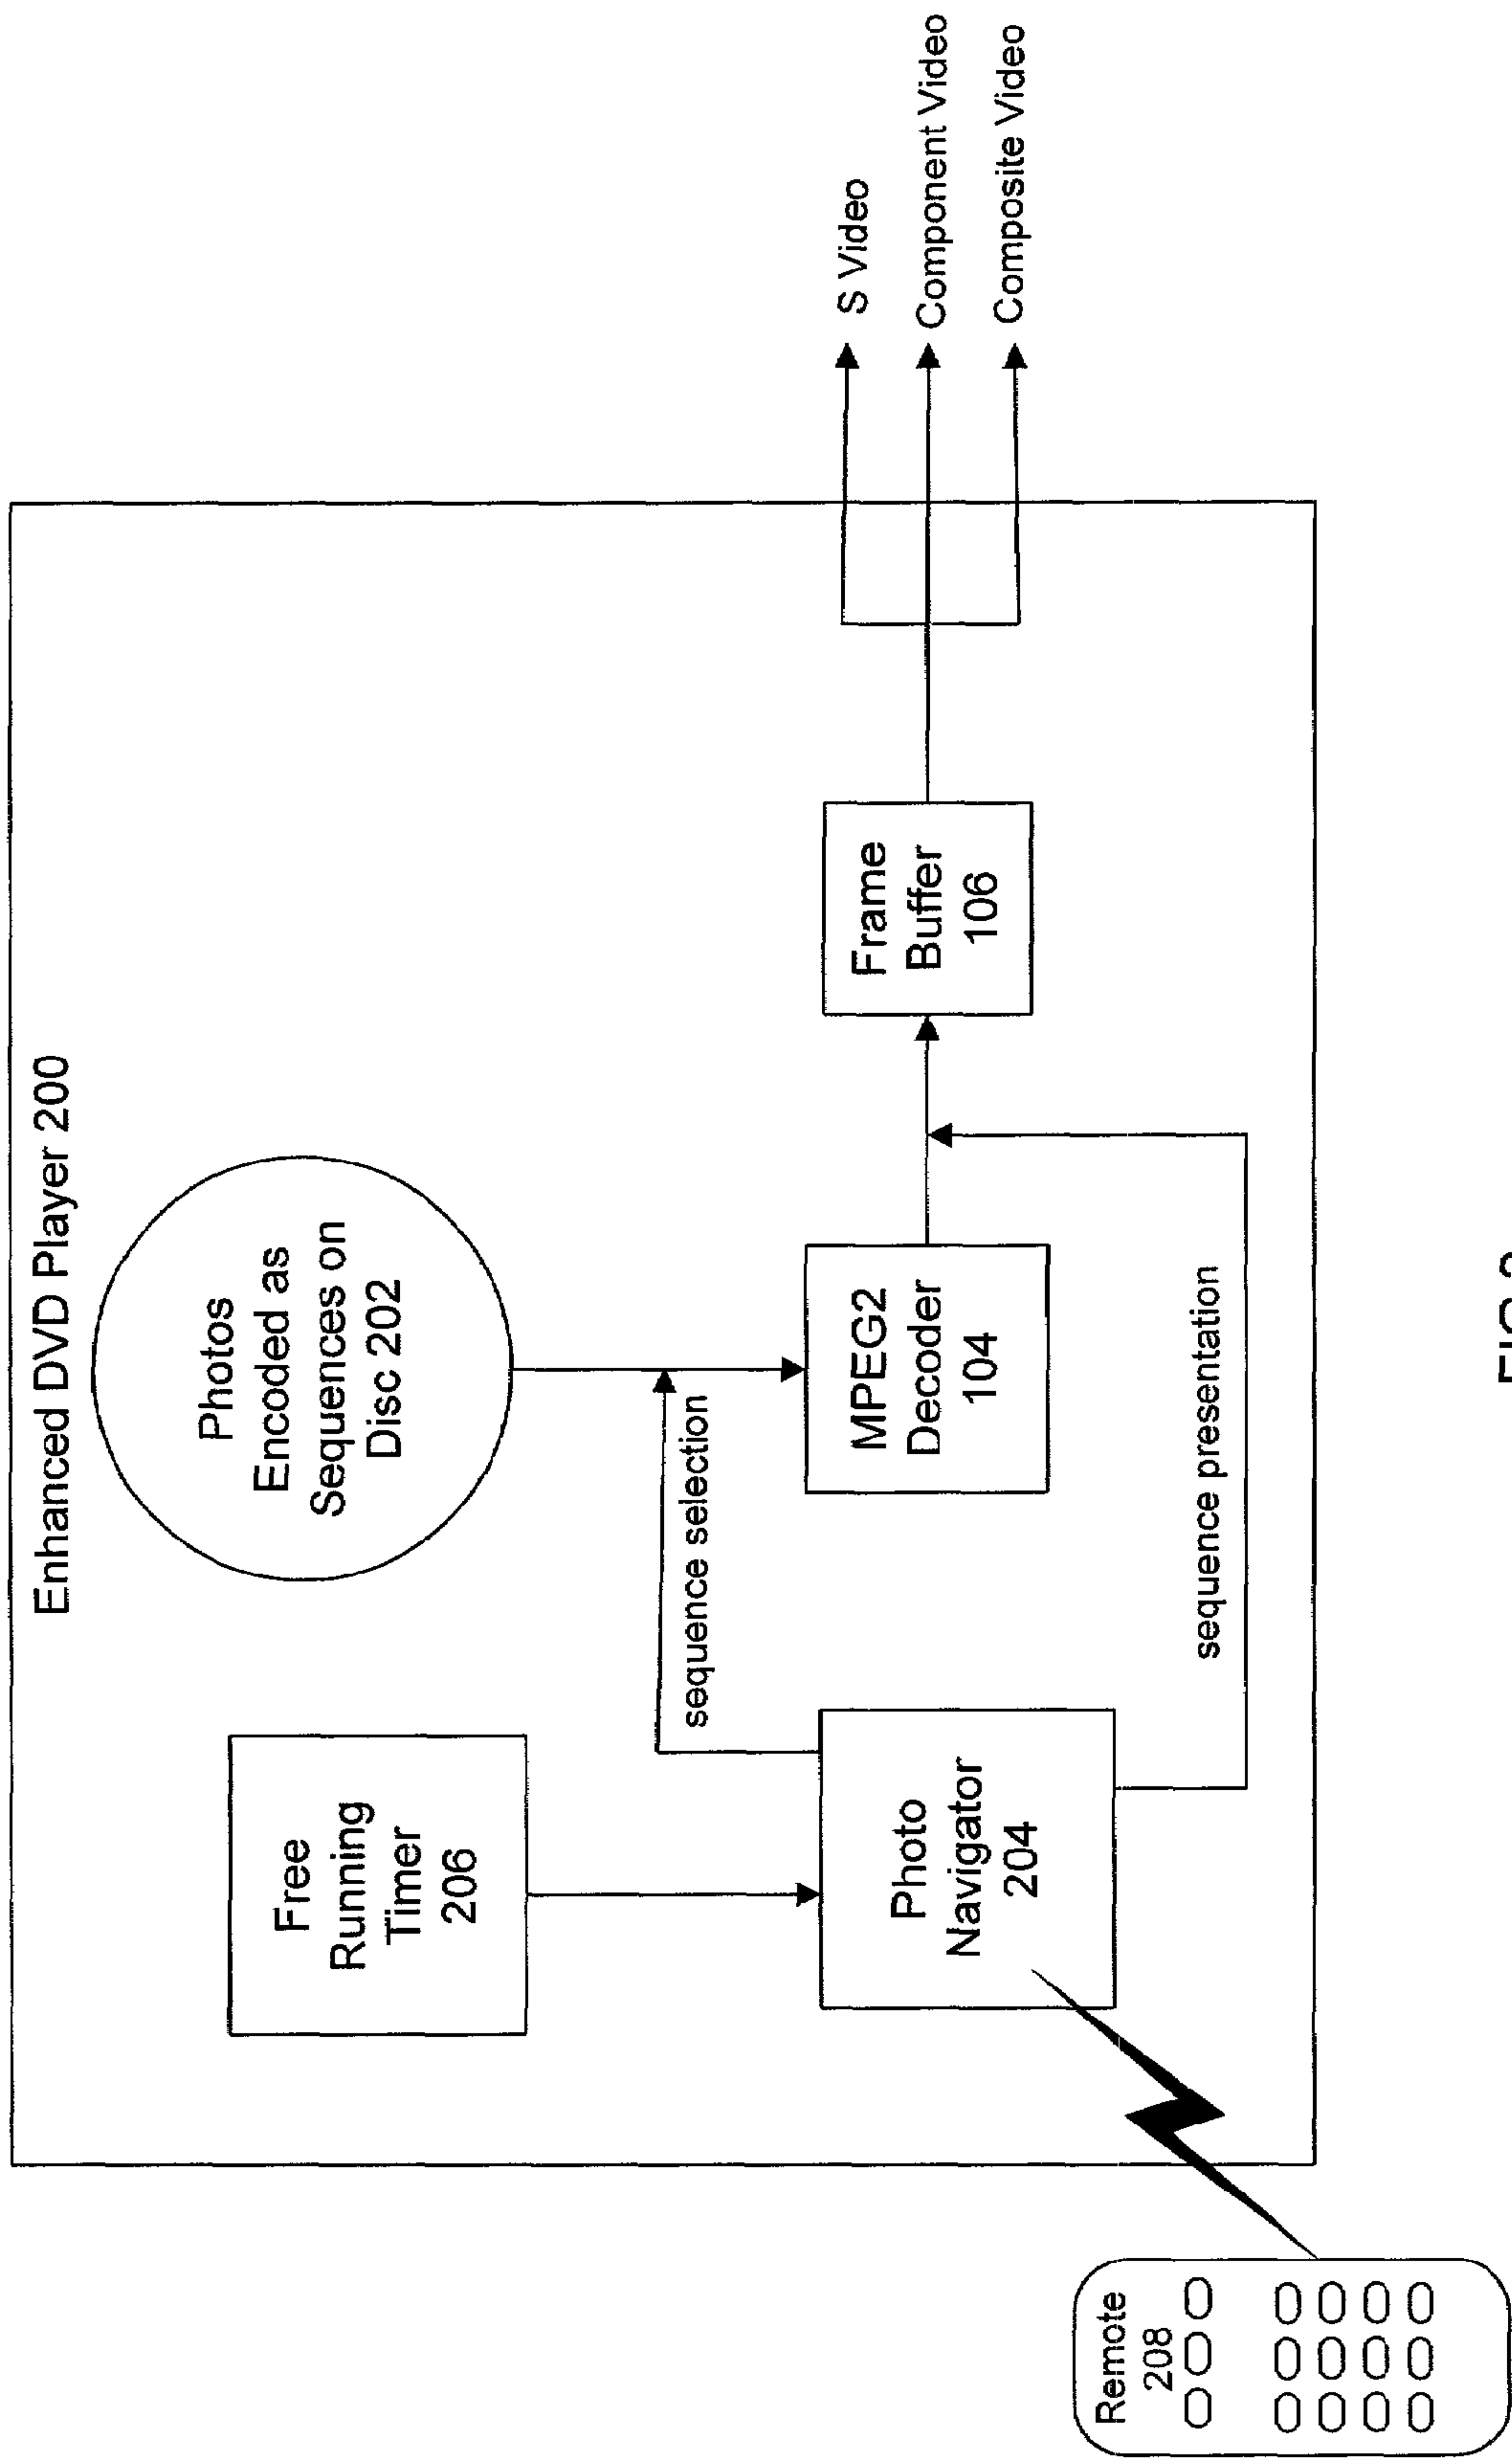 Enhanced DVD Player 200
Photos
Encoded as
Sequences on
Disc 202
Free
Running
Timer
206
sequence selection
S Video
Component Video
Composite Video
MPEG2
Decoder
104
Frame
Buffer
106
Photo
Navigator
204
sequence presentation
Remote
208